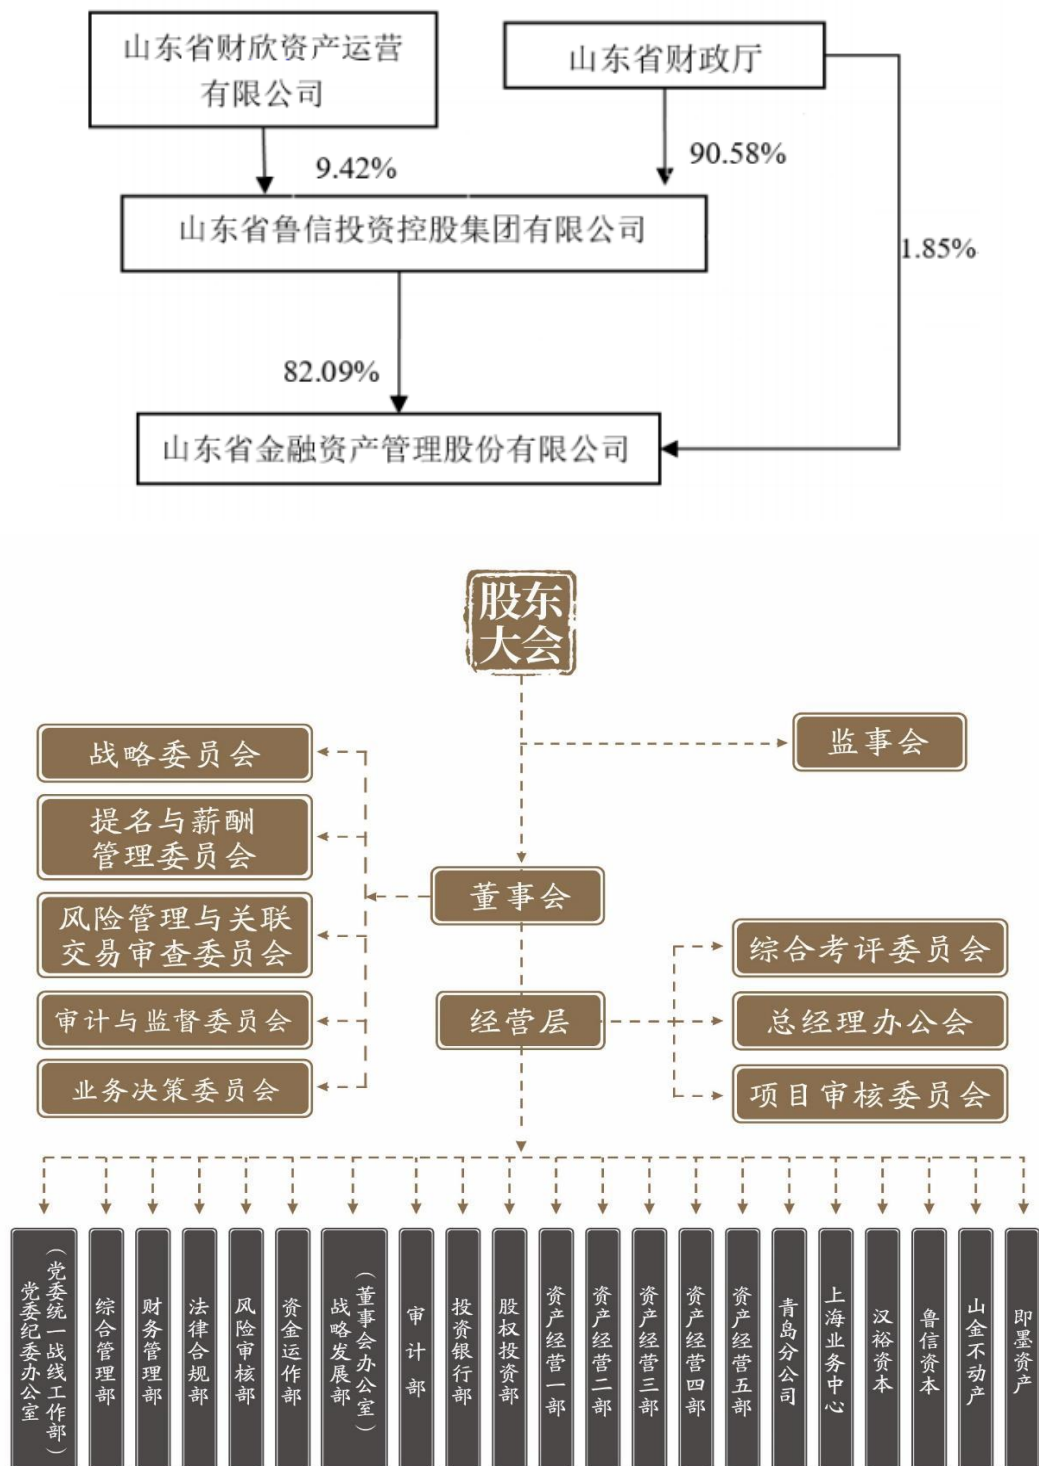 山东省财欣资产运营
有限公司
山东省财政厅
9.42%
90.58%
山东省鲁信投资控股集团有限公司
1.85%
82.09%
山东省金融资产管理股份有限公司
股东
大会
监事会
战略委员会
提名与薪酬
管理委员会
董事会
风险管理与关联
交易审查委员会
综合考评委员会
审计与监督委员会
经营层
总经理办公会
业务决策委员会
项目审核委员会
党委纪委办公室
（党委统一战线工作部）
综合管理部
财务管理部
法律合规部
风险审核部
资金运作部
战略发展部
（董事会办公室）
审计部
投资银行部
股权投资部
资产经营一部
资产经营二部
资产经营三部
资产经营四部
资产经营五部
青岛分公司
上海业务中心
汉裕资本
鲁信资本
山金不动产
即墨资产